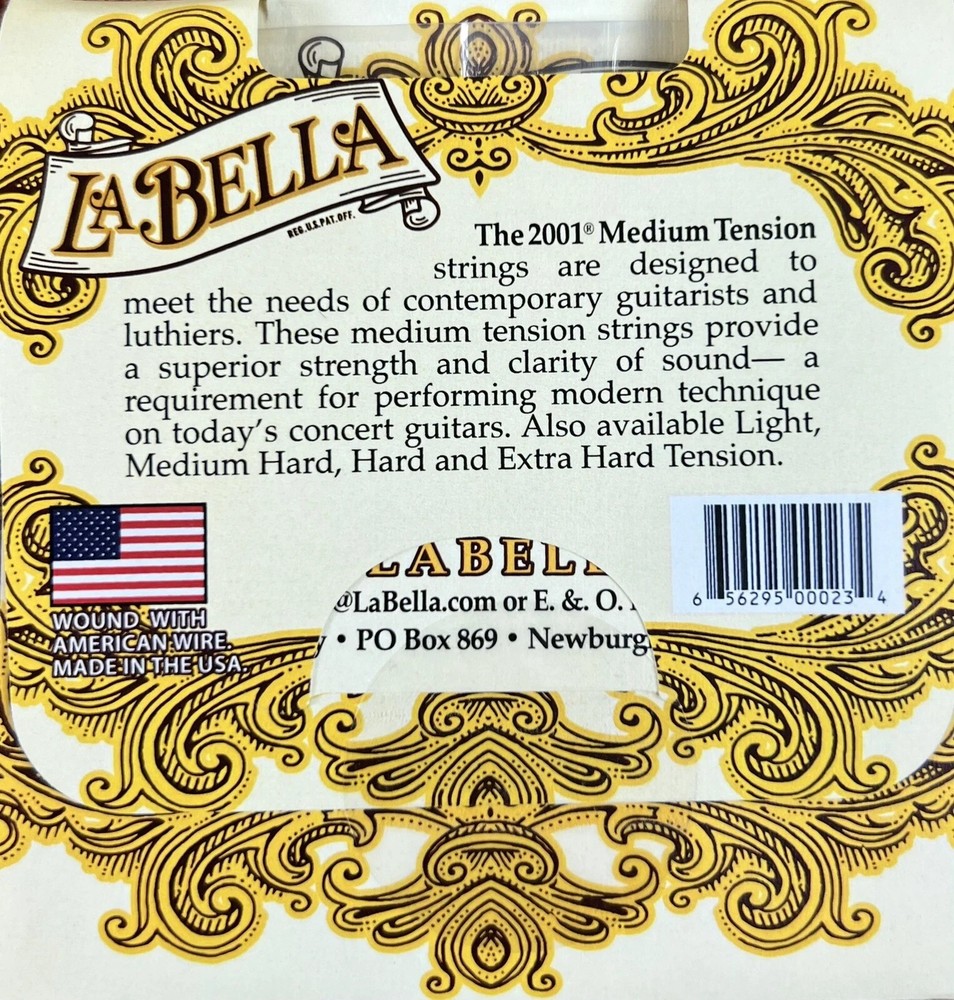 LABELLA
REG.U.S.PAT.OFF.
The 2001® Medium Tension
strings are designed to
meet the needs of contemporary guitarists and
luthiers. These medium tension strings provide
a superior strength and clarity of sound— a
requirement for performing modern technique
on today's concert guitars. Also available Light,
Medium Hard, Hard and Extra Hard Tension.
WOUND WITH
AMERICAN WIRE.
MADE IN THE USA.
LABELL
@LaBella.com or E. &. O.
• PO Box 869 • Newburg
6 56295 00023 4